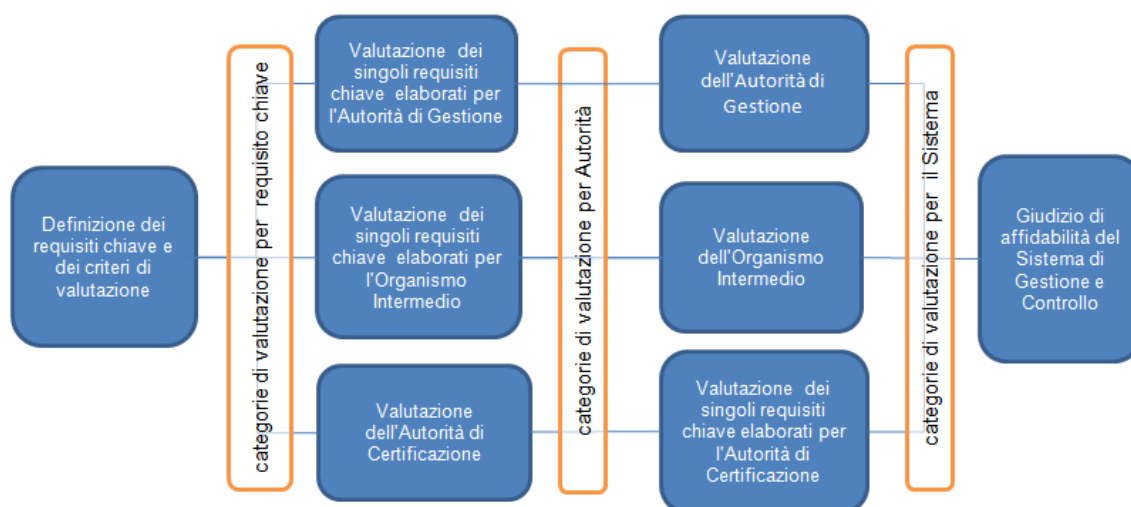 Definizione dei
requisiti chiave e
dei criteri di
valutazione
categorie di valutazione per requisito chiave
Valutazione dei
singoli requisiti
chiave elaborati per
l'Autorità di Gestione
Valutazione dei
singoli requisiti
chiave elaborati per
l'Organismo
Intermedio
Valutazione
dell'Autorità di
Certificazione
categorie di valutazione per Autorità
Valutazione
dell'Autorità di
Gestione
Valutazione
dell'Organismo
Intermedio
Valutazione dei
singoli requisiti
chiave elaborati per
l'Autorità di
Certificazione
categorie di valutazione per il Sistema
Giudizio di
affidabilità del
Sistema di
Gestione e
Controllo